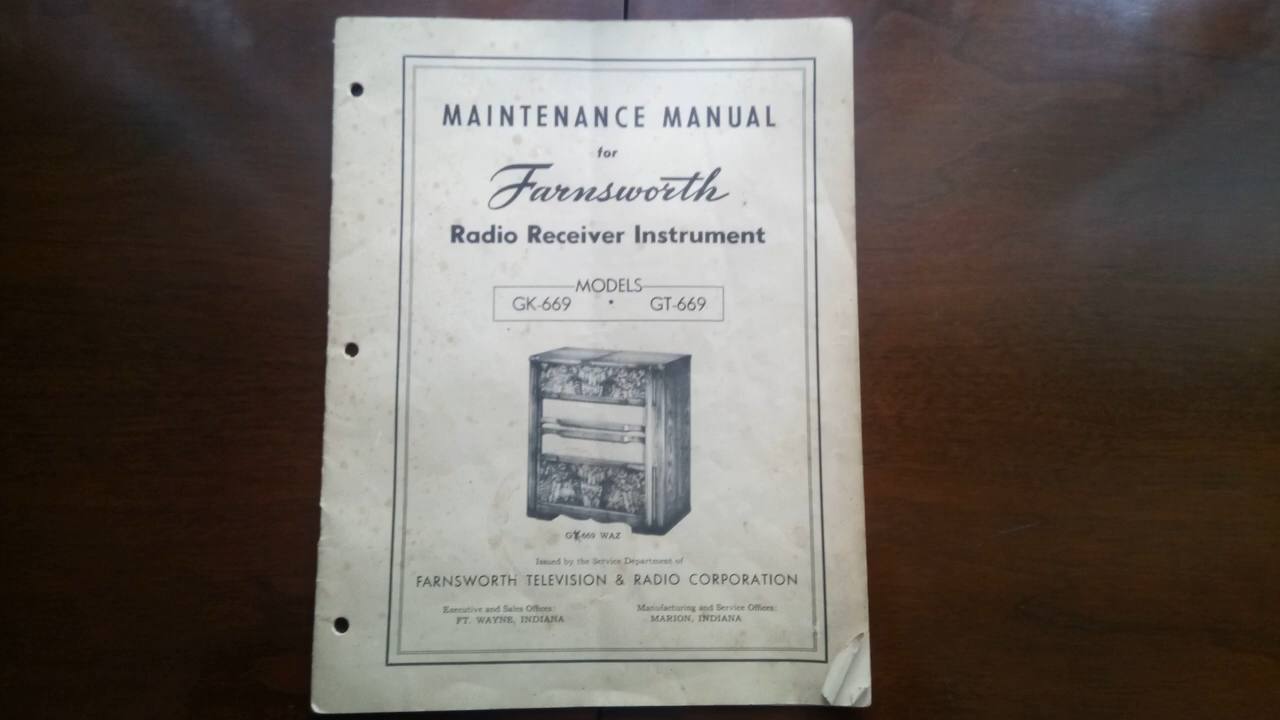 MAINTENANCE MANUAL
for
Farnsworth
Radio Receiver Instrument
MODELS
GK-669 • GT-669
WAZ
Issued by the Service Department of
FARNSWORTH TELEVISION & RADIO CORPORATION
Executive and Sales Offices: Manufacturing and Service Offices:
FT. WAYNE, INDIANA MARION, INDIANA